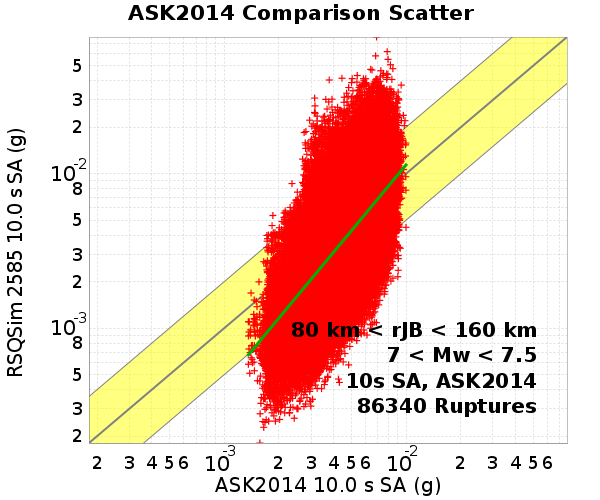 ASK2014 Comparison Scatter
RSQSim 2585 10.0 s SA (g)
5
3
2
10-2
8
5
3
2
10-3
8
5
3
2
80 km < rJB < 160 km
7 < Mw < 7.5
10s SA, ASK2014
86340 Ruptures
2 3 4 5 6 10-3 2 3 4 5 6 10-2 2 3 4 5 6
ASK2014 10.0 s SA (g)